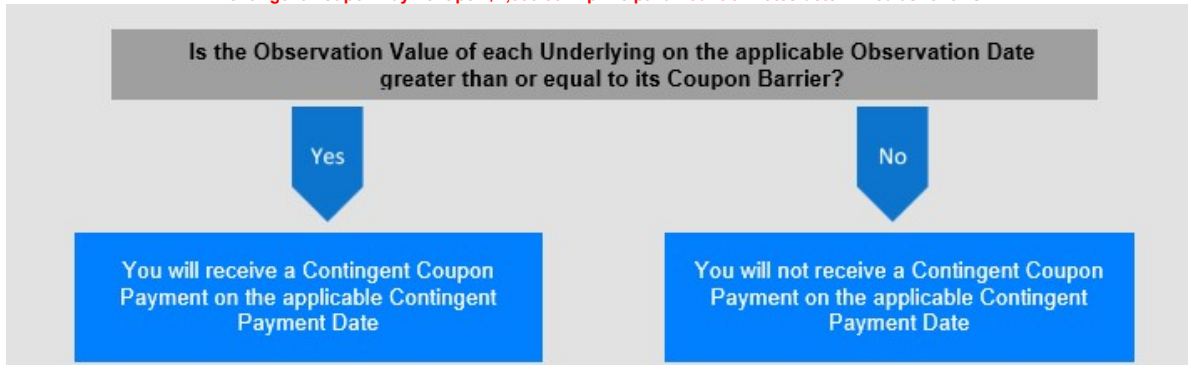 Is the Observation Value of each Underlying on the applicable Observation Date
greater than or equal to its Coupon Barrier?
Yes
No
You will receive a Contingent Coupon
Payment on the applicable Contingent
Payment Date
You will not receive a Contingent Coupon
Payment on the applicable Contingent
Payment Date